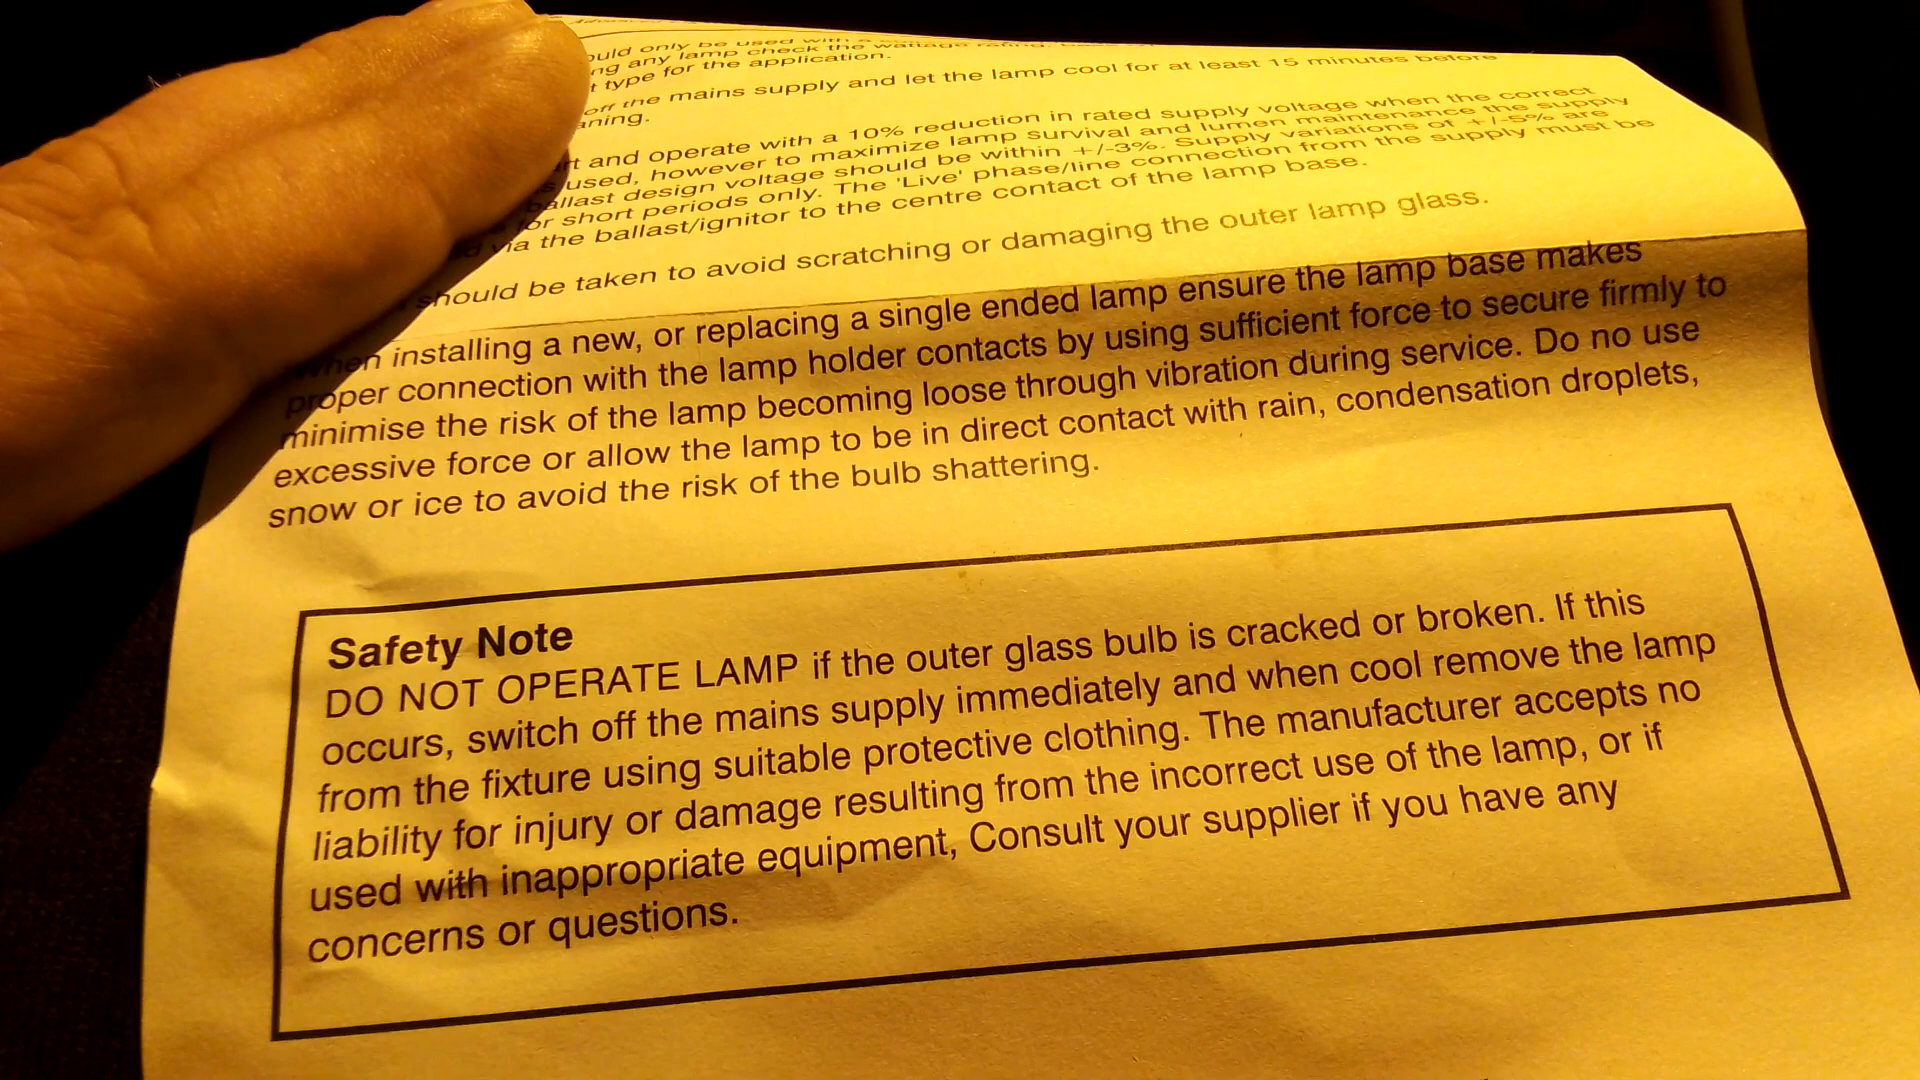 only be used with a
any lamp check the wattage rating,
type for the application.
off the mains supply and let the lamp cool for at least 15 minutes before
and operate with a 10% reduction in rated supply voltage when the correct
used, however to maximize lamp survival and lumen maintenance the supply
ballast design voltage should be within +/-3%. Supply variations of +/-5% are
for short periods only. The 'Live' phase/line connection from the supply must be
via the ballast/ignitor to the centre contact of the lamp base.
should be taken to avoid scratching or damaging the outer lamp glass.
When installing a new, or replacing a single ended lamp ensure the lamp base makes
proper connection with the lamp holder contacts by using sufficient force to secure firmly to
minimise the risk of the lamp becoming loose through vibration during service. Do no use
excessive force or allow the lamp to be in direct contact with rain, condensation droplets,
snow or ice to avoid the risk of the bulb shattering.
Safety Note
DO NOT OPERATE LAMP if the outer glass bulb is cracked or broken. If this
occurs, switch off the mains supply immediately and when cool remove the lamp
from the fixture using suitable protective clothing. The manufacturer accepts no
liability for injury or damage resulting from the incorrect use of the lamp, or if
used with inappropriate equipment, Consult your supplier if you have any
concerns or questions.